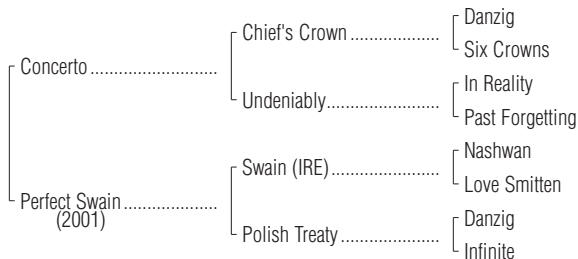 Danzig
Chief's Crown ....................
Six Crowns
Concerto ...........................
In Reality
Undeniably.........................
Past Forgetting
Nashwan
Swain (IRE)........................
Love Smitten
Perfect Swain ....................
(2001)
Danzig
Polish Treaty ......................
Infinite